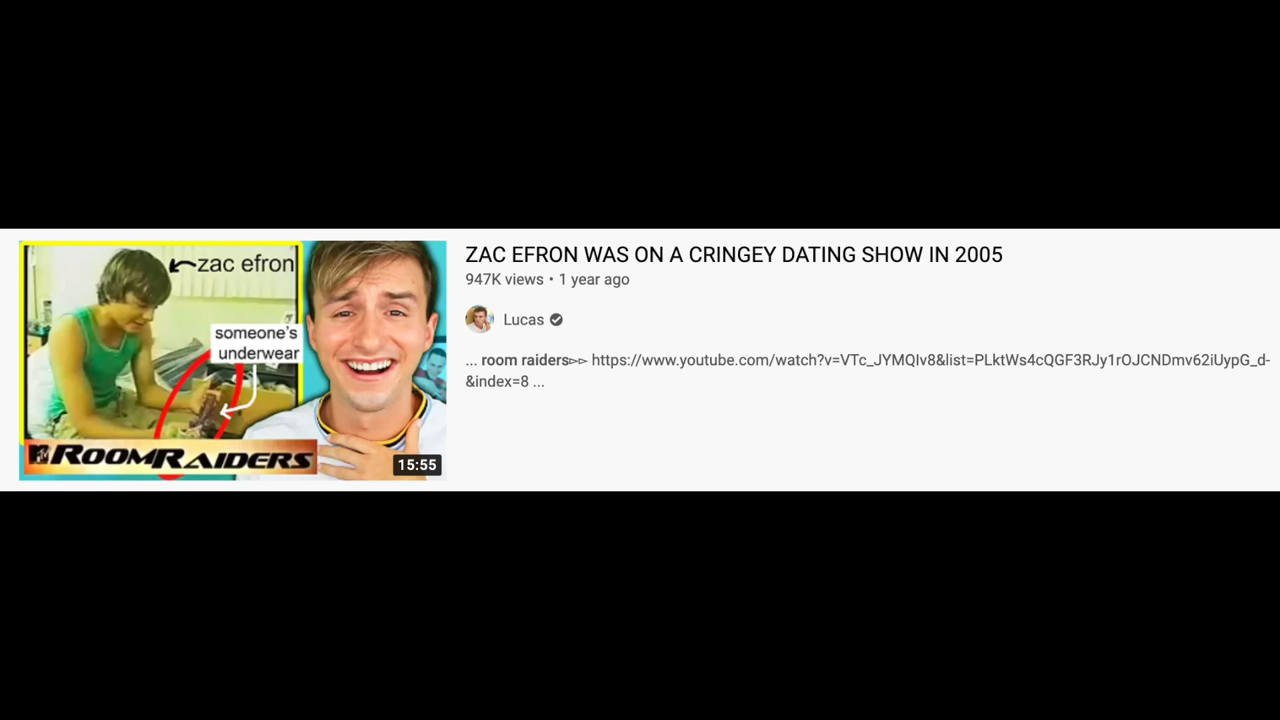 zac efron
someone's
underwear
MTV ROOMRAIDERS
15:55
ZAC EFRON WAS ON A CRINGEY DATING SHOW IN 2005
947K views • 1 year ago
Lucas
... room raiders▻▻ https://www.youtube.com/watch?v=VTc_JYMQIv8&list=PLktWs4cQGF3RJy1rOJCNDmv62iUypG_d-
&index=8 ...